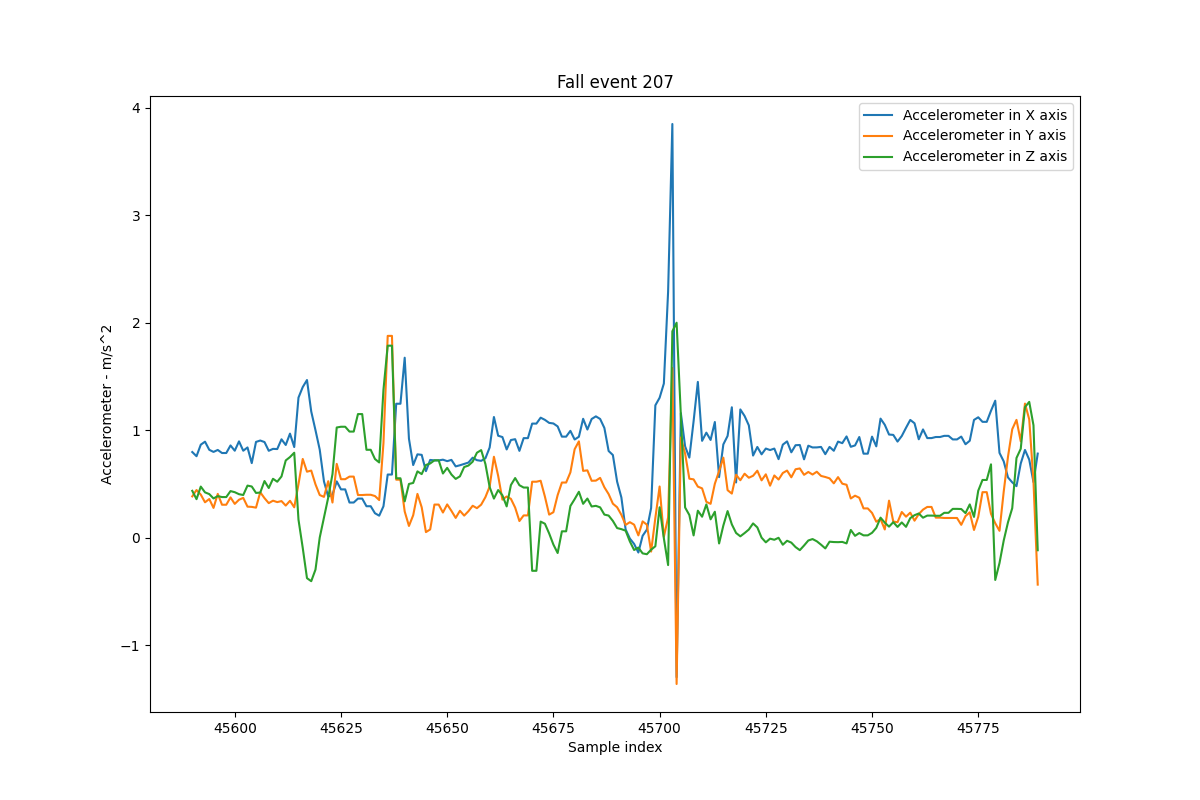 Fall event 207
Accelerometer in X axis
Accelerometer in Y axis
Accelerometer in Z axis
4
3
2
1
0
−1
Accelerometer - m/s^2
45600 45625 45650 45675 45700 45725 45750 45775
Sample index